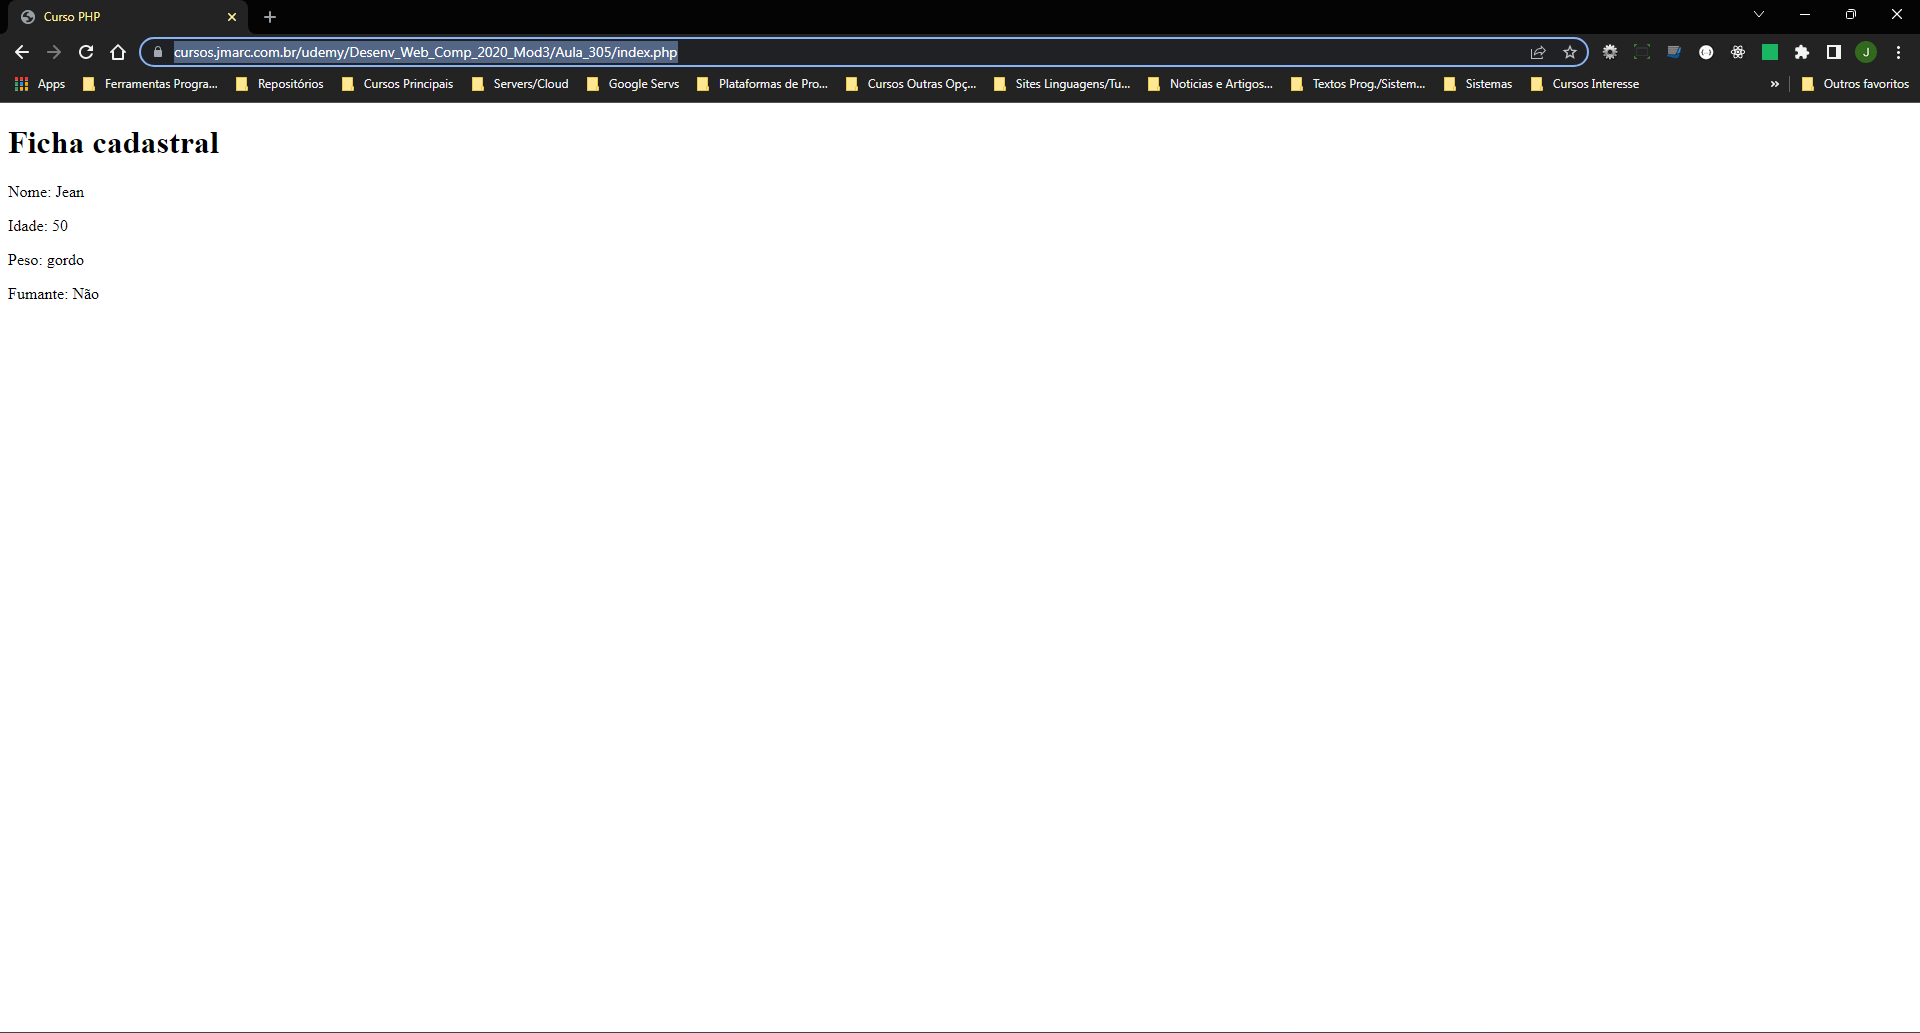 Curso PHP
cursos.jmarc.com.br/udemy/Desenv_Web_Comp_2020_Mod3/Aula_305/index.php
J
Apps Ferramentas Progra... Repositórios Cursos Principais Servers/Cloud Google Servs Plataformas de Pro... Cursos Outras Opç... Sites Linguagens/Tu... Noticias e Artigos... Textos Prog./Sistem... Sistemas Cursos Interesse » Outros favoritos
Ficha cadastral
Nome: Jean
Idade: 50
Peso: gordo
Fumante: Não